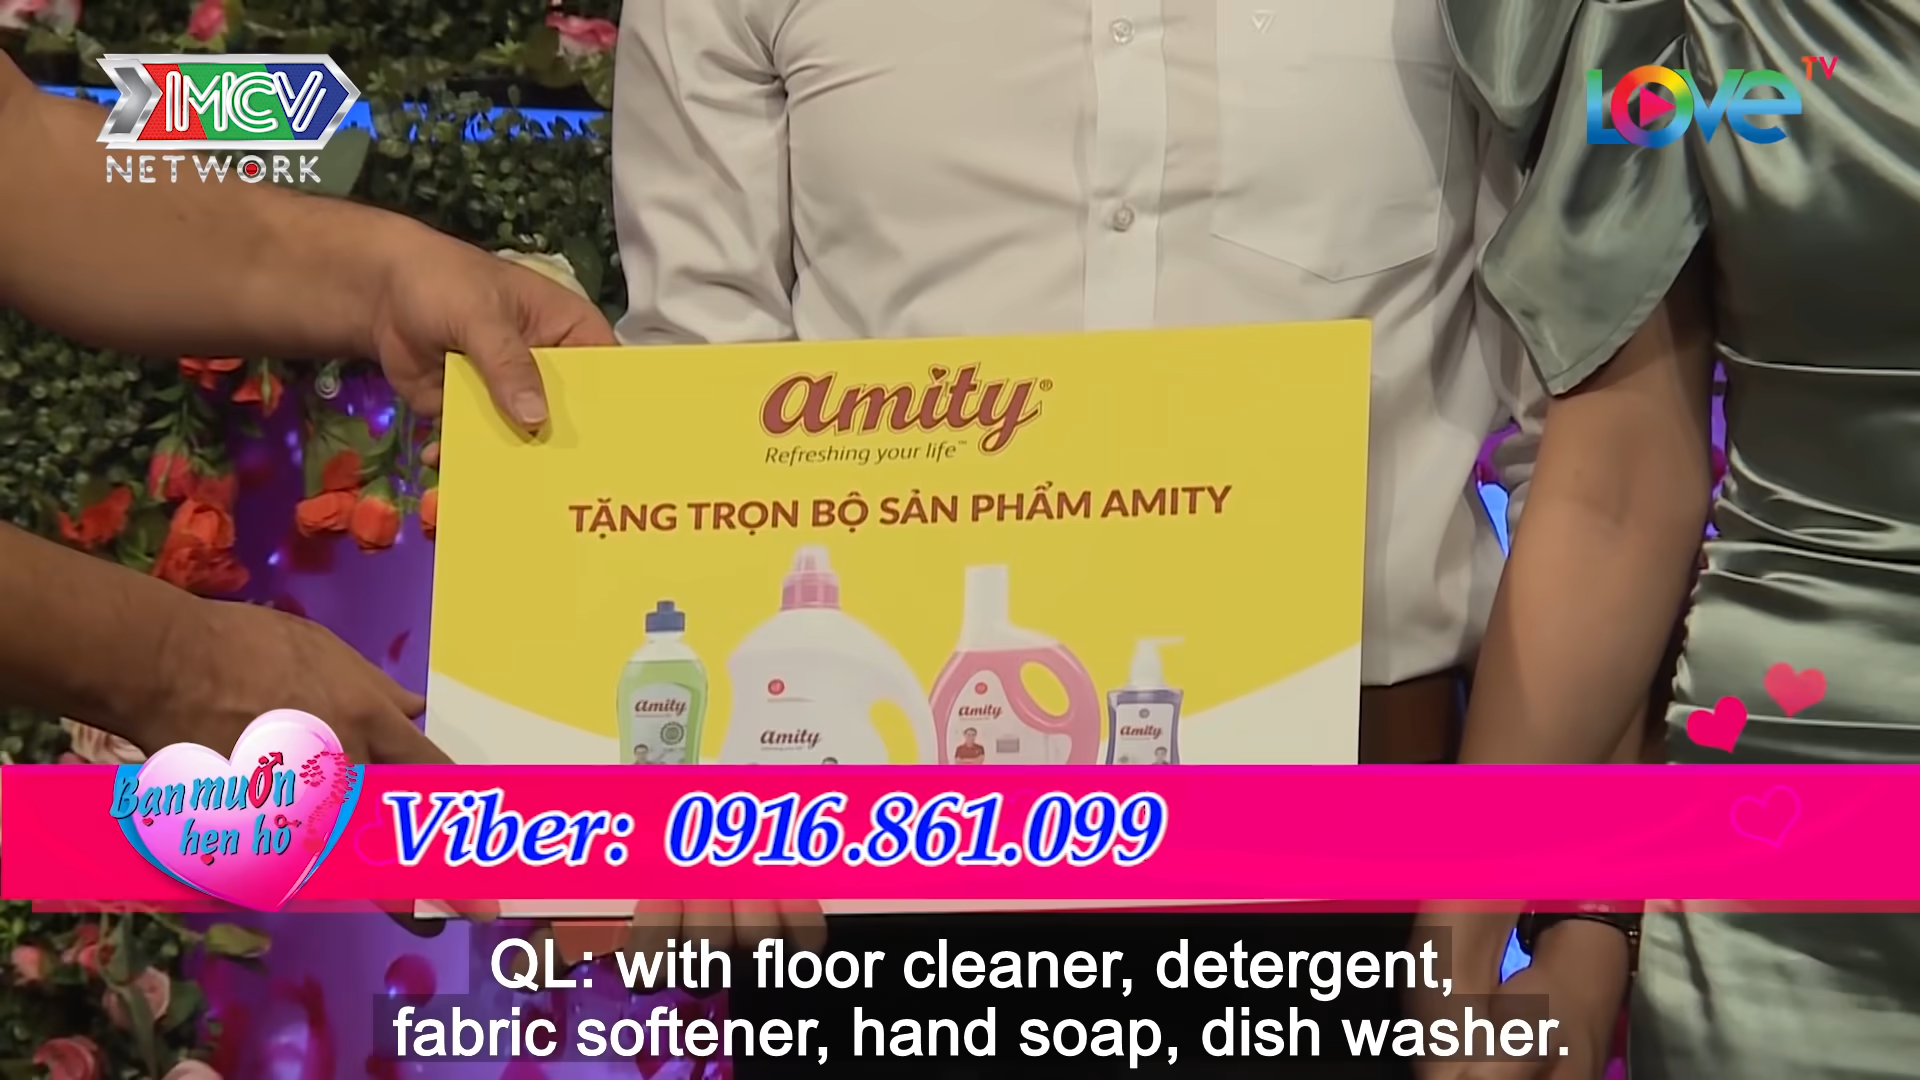 MCV
NETWORK
LOVE TV
amity®
Refreshing your life™
TẶNG TRỌN BỘ SẢN PHẨM AMITY
amity
amity
amity
amity
Bạn muốn
hẹn hò
Viber: 0916.861.099
QL: with floor cleaner, detergent,
fabric softener, hand soap, dish washer.